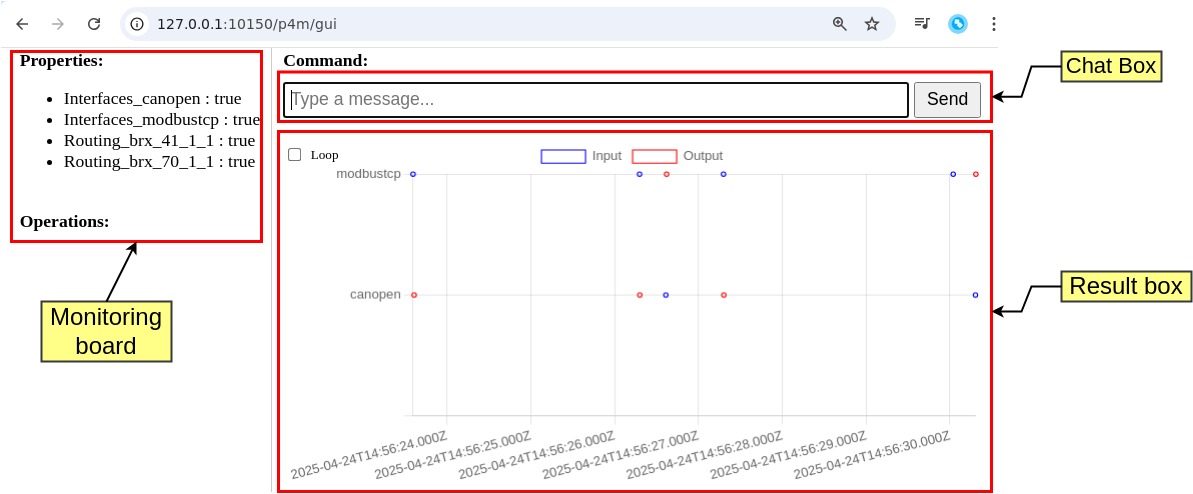 127.0.0.1:10150/p4m/gui
Properties:
Interfaces_canopen : true
Interfaces_modbustcp : true
Routing_brx_41_1_1 : true
Routing_brx_70_1_1 : true
Operations:
Monitoring
board
Command:
Type a message...
Send
Chat Box
Loop
Input
Output
modbustcp
canopen
2025-04-24T14:56:24.000Z
2025-04-24T14:56:25.000Z
2025-04-24T14:56:26.000Z
2025-04-24T14:56:27.000Z
2025-04-24T14:56:28.000Z
2025-04-24T14:56:29.000Z
2025-04-24T14:56:30.000Z
Result box